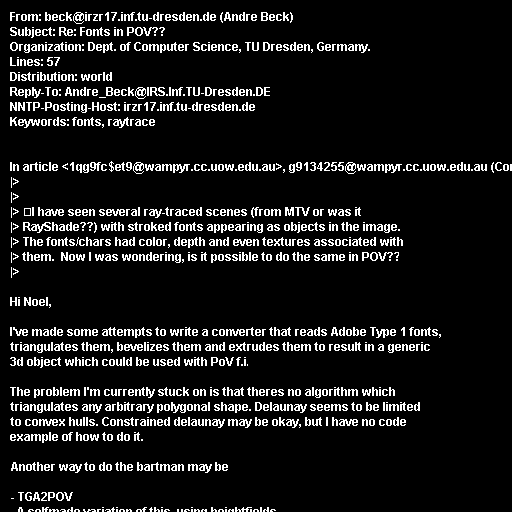 From: beck@irzr17.inf.tu-dresden.de (Andre Beck)
Subject: Re: Fonts in POV??
Organization: Dept. of Computer Science, TU Dresden, Germany.
Lines: 57
Distribution: world
Reply-To: Andre_Beck@IRS.Inf.TU-Dresden.DE
NNTP-Posting-Host: irzr17.inf.tu-dresden.de
Keywords: fonts, raytrace
In article <1qg9fc$et9@wampyr.cc.uow.edu.au>, g9134255@wampyr.cc.uow.edu.au (Cor
|>
|>
|> I have seen several ray-traced scenes (from MTV or was it
|> RayShade??) with stroked fonts appearing as objects in the image.
|> The fonts/chars had color, depth and even textures associated with
|> them.  Now I was wondering, is it possible to do the same in POV??
|>
Hi Noel,
I've made some attempts to write a converter that reads Adobe Type 1 fonts,
triangulates them, bevelizes them and extrudes them to result in a generic
3d object which could be used with PoV f.i.
The problem I'm currently stuck on is that theres no algorithm which
triangulates any arbitrary polygonal shape. Delaunay seems to be limited
to convex hulls. Constrained delaunay may be okay, but I have no code
example of how to do it.
Another way to do the bartman may be
- TGA2POV
A selfmade variation of this, using heightfields